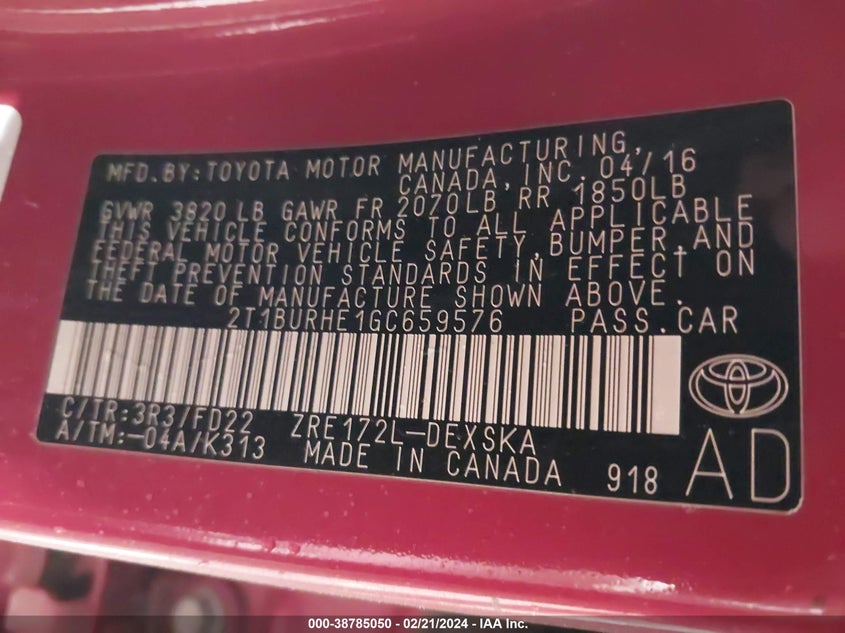 MFD.BY:TOYOTA MOTOR MANUFACTURING,
CANADA, INC. 04/16
GVWR 3820LB GAWR FR 2070LB RR 1850LB
THIS VEHICLE CONFORMS TO ALL APPLICABLE
FEDERAL MOTOR VEHICLE SAFETY,BUMPER,AND
THEFT PREVENTION STANDARDS IN EFFECT ON
THE DATE OF MANUFACTURE SHOWN ABOVE.
2T1BURHE1GC659576 PASS.CAR
C/TR:3R3/FD22 ZRE172L-DEXSKA
A/TM:-04A/K313 MADE IN CANADA 918 AD
000-38785050 - 02/21/2024 - IAA Inc.